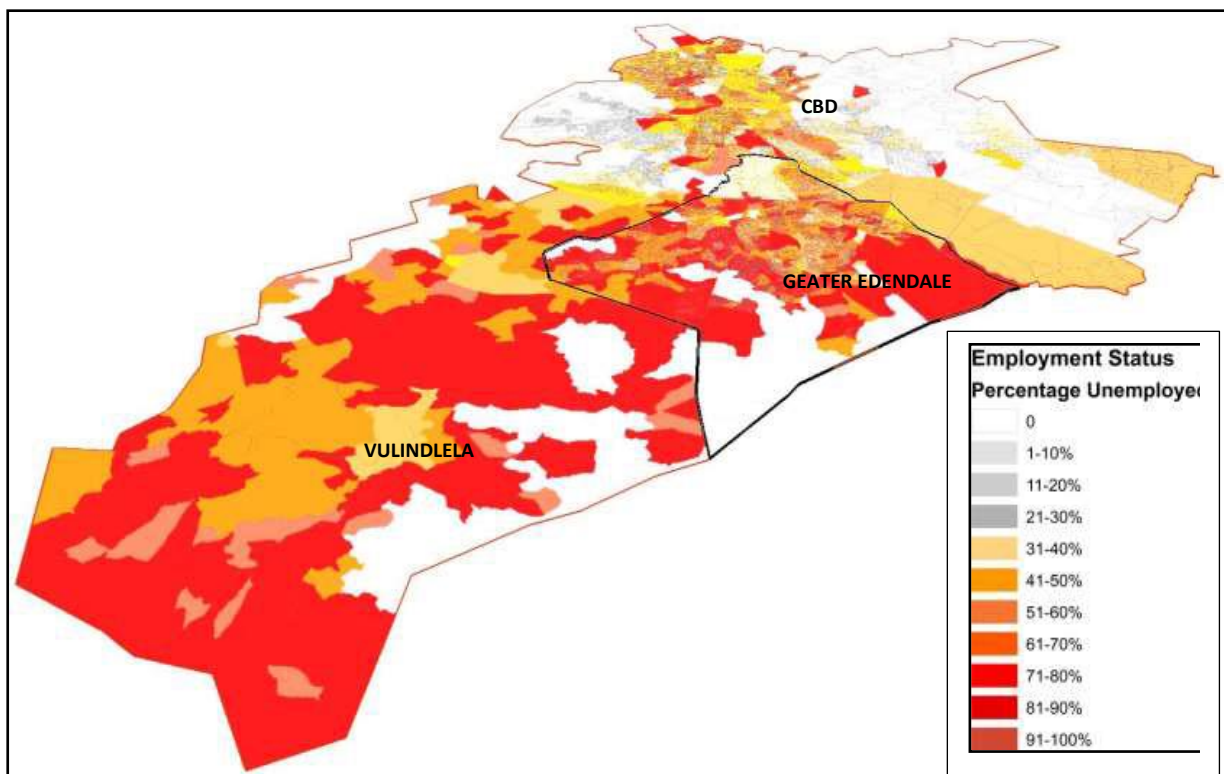 CBD
GEATER EDENDALE
VULINDLELA
Employment Status
Percentage Unemployed
0
1-10%
11-20%
21-30%
31-40%
41-50%
51-60%
61-70%
71-80%
81-90%
91-100%